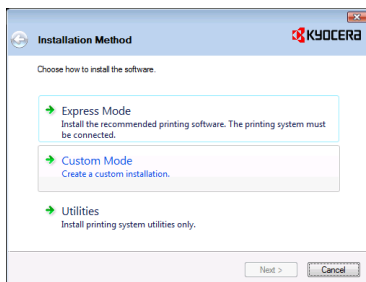 Installation Method
KYOCERA
Choose how to install the software.
Express Mode
Install the recommended printing software. The printing system must
be connected.
Custom Mode
Create a custom installation.
Utilities
Install printing system utilities only.
Next >
Cancel